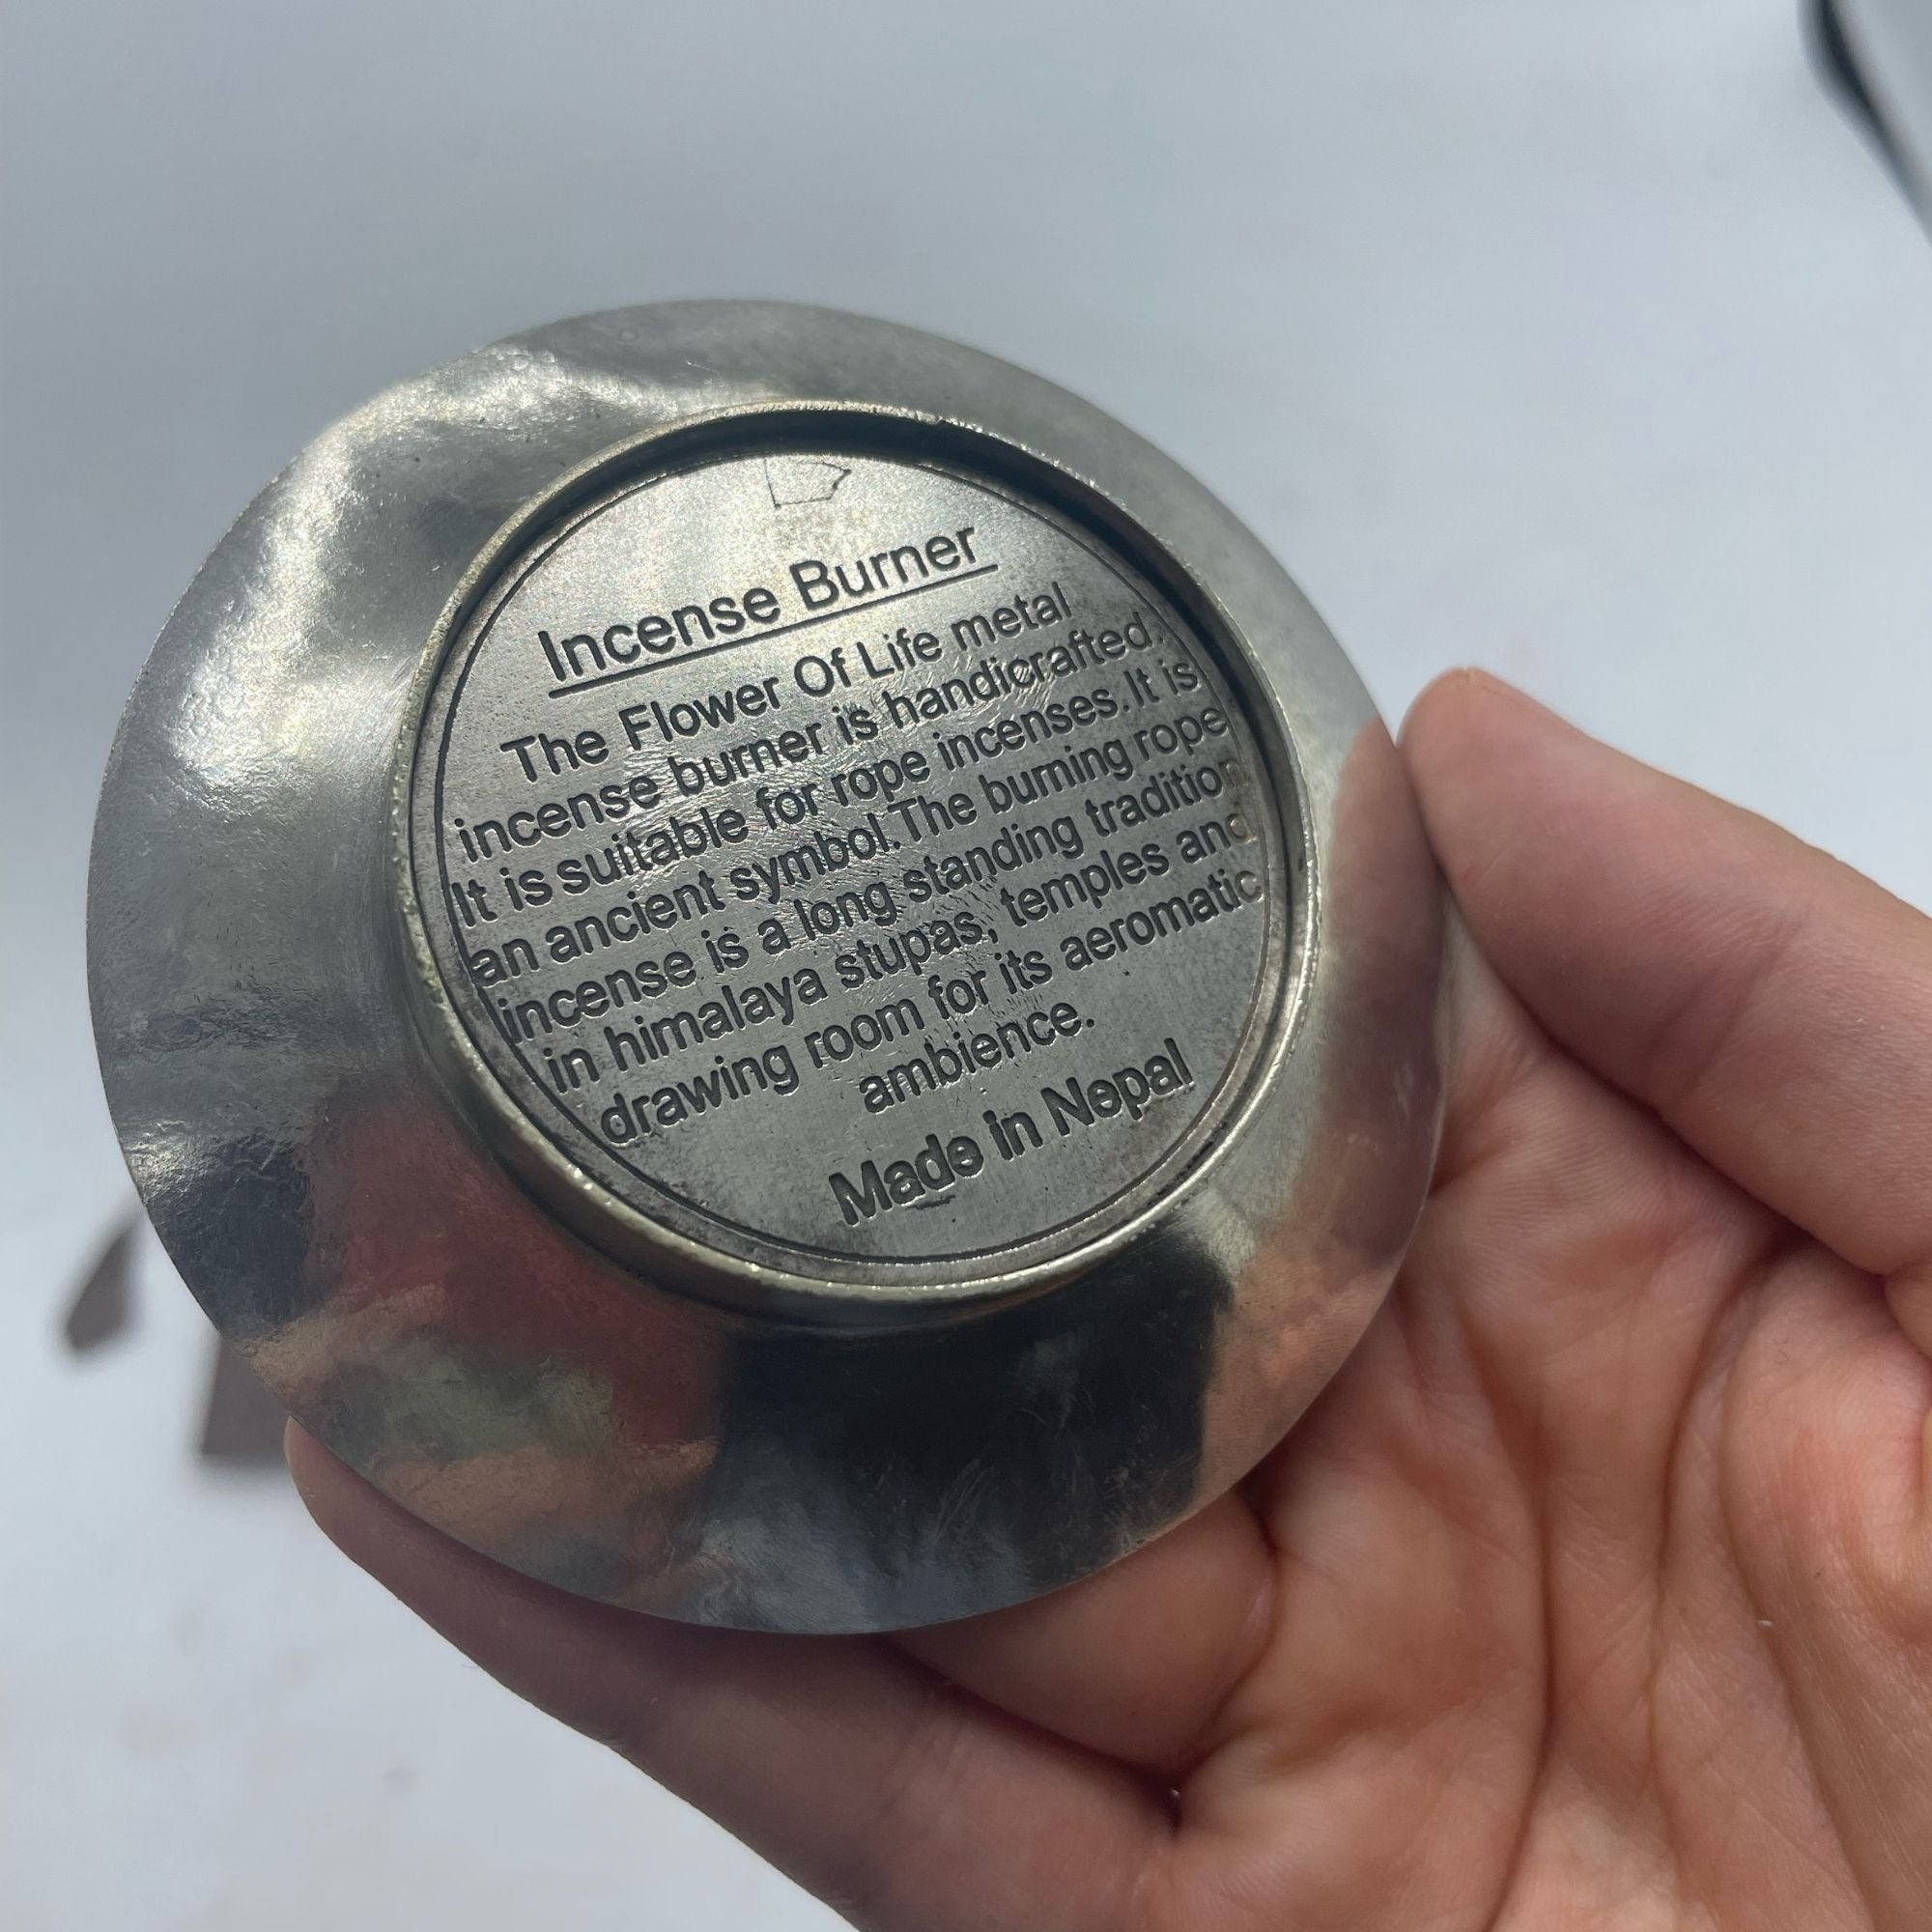 Incense Burner
The Flower Of Life metal
incense burner is handicrafted.
It is suitable for rope incenses. It is
an ancient symbol. The burning rope
incense is a long standing tradition
in himalaya stupas, temples and
drawing room for its aeromatic
ambience.
Made in Nepal